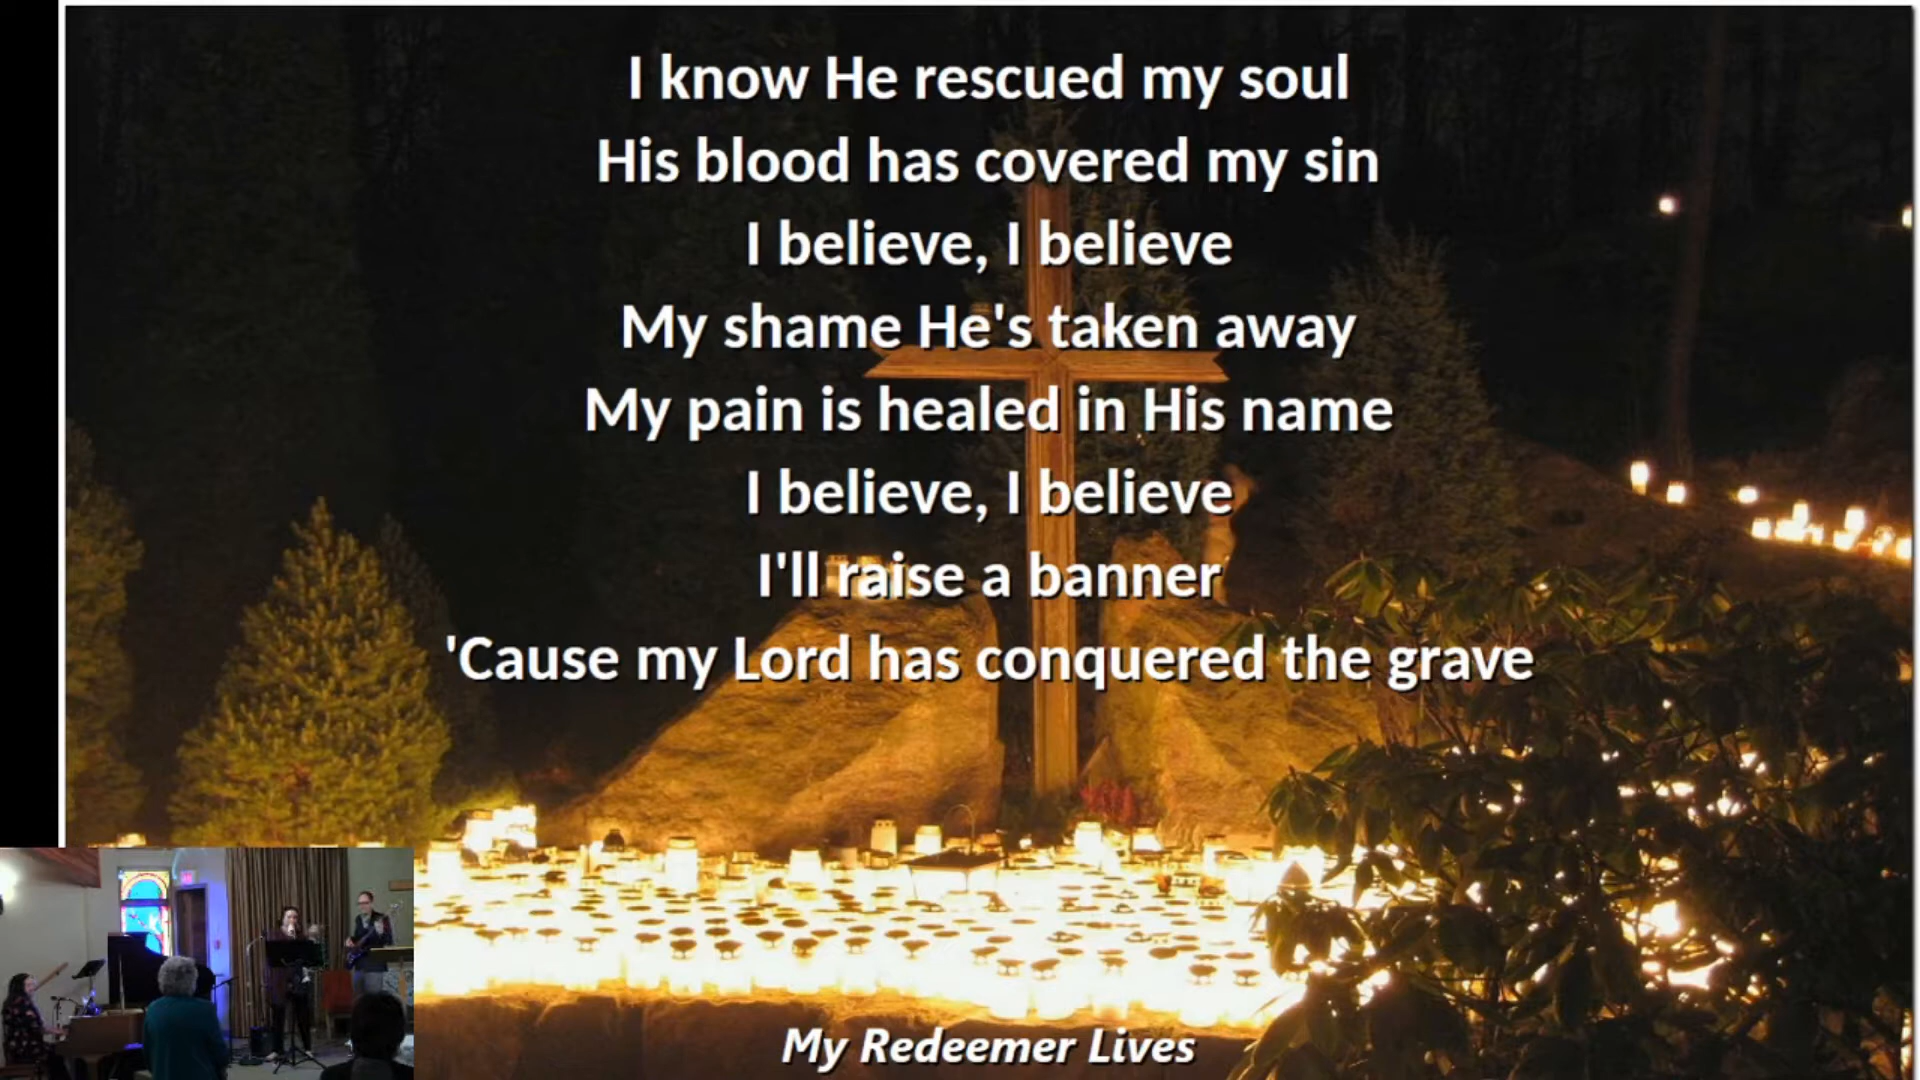 I know He rescued my soul
His blood has covered my sin
I believe, I believe
My shame He's taken away
My pain is healed in His name
I believe, I believe
I'll raise a banner
'Cause my Lord has conquered the grave
My Redeemer Lives